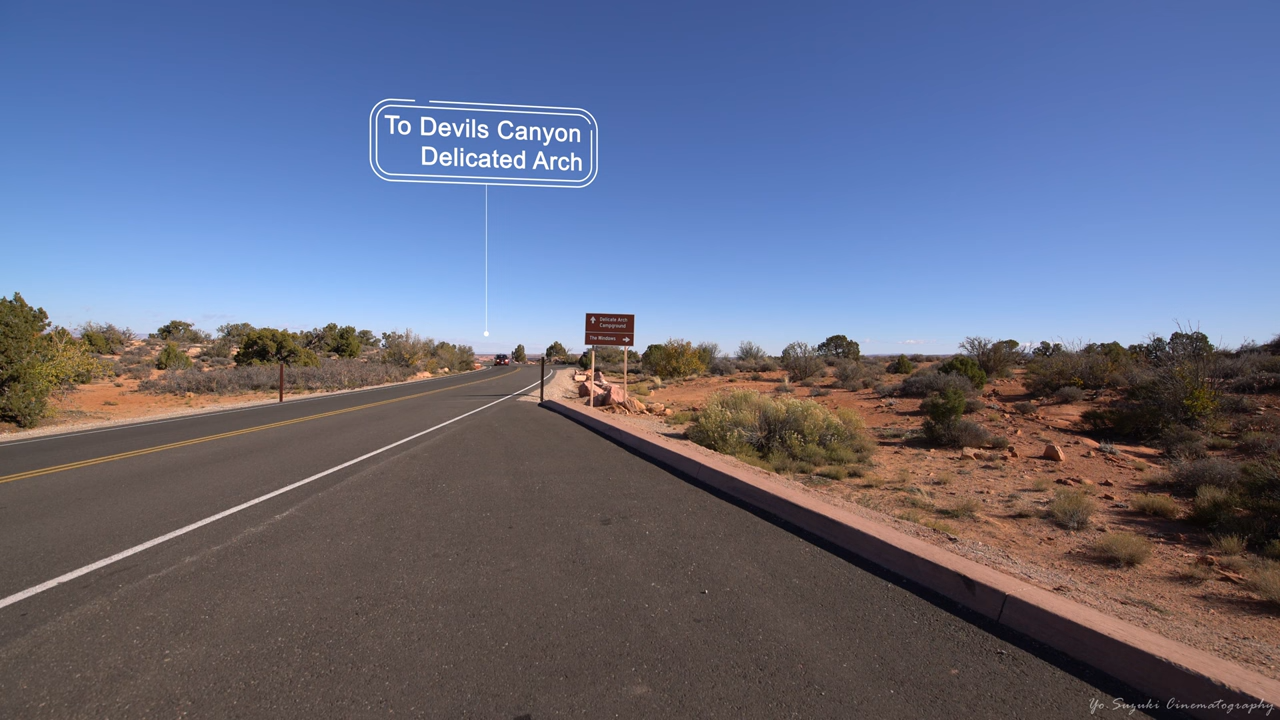 To Devils Canyon
Delicated Arch
Delicate Arch
Campground
The Windows
Yo.Suzuki Cinematography